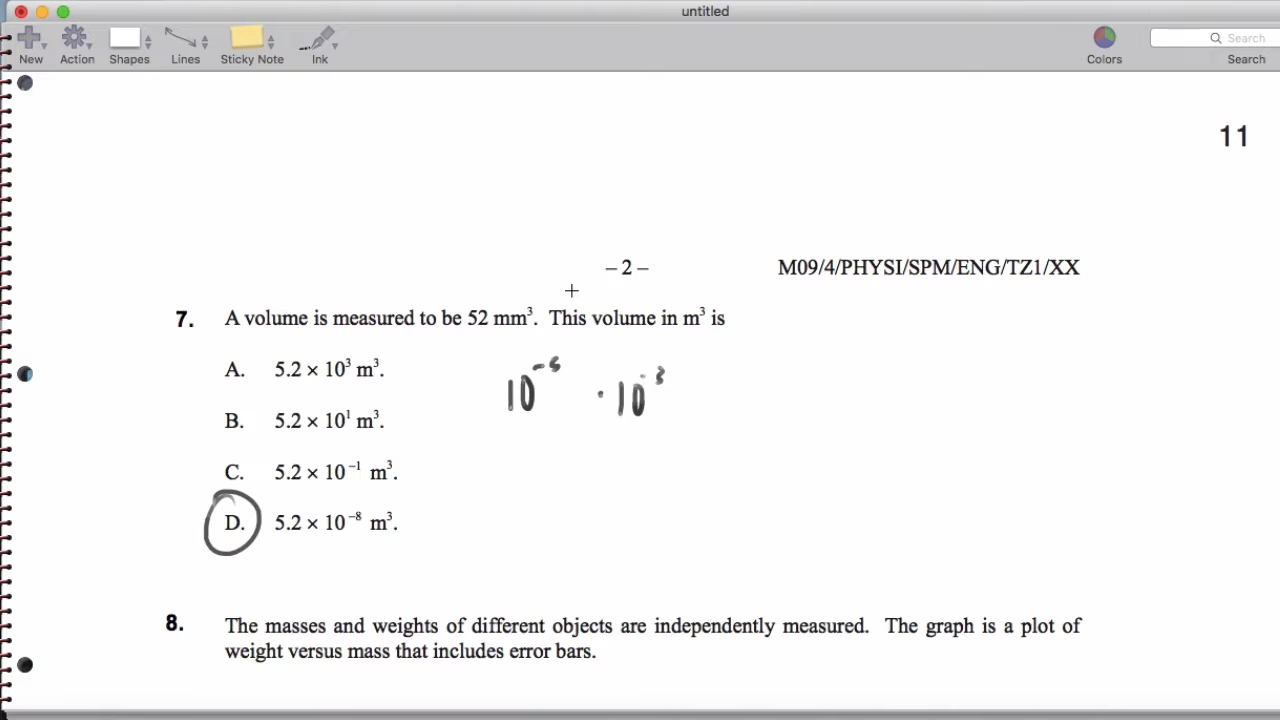 untitled
New Action Shapes Lines Sticky Note Ink Colors Search
Search
11
– 2 –
M09/4/PHYSI/SPM/ENG/TZ1/XX
7. A volume is measured to be 52 mm³. This volume in m³ is
A. 5.2 × 10³ m³.
B. 5.2 × 10¹ m³.
C. 5.2 × 10⁻¹ m³.
D. 5.2 × 10⁻⁸ m³.
10⁻⁵ · 10⁻³
8. The masses and weights of different objects are independently measured. The graph is a plot of
weight versus mass that includes error bars.